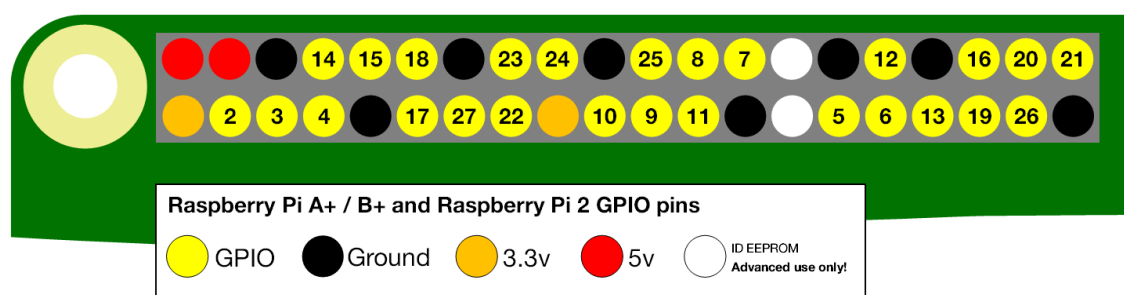 14 15 18 23 24 25 8 7 12 16 20 21
2 3 4 17 27 22 10 9 11 5 6 13 19 26
Raspberry Pi A+ / B+ and Raspberry Pi 2 GPIO pins
GPIO Ground 3.3v 5v ID EEPROM
Advanced use only!